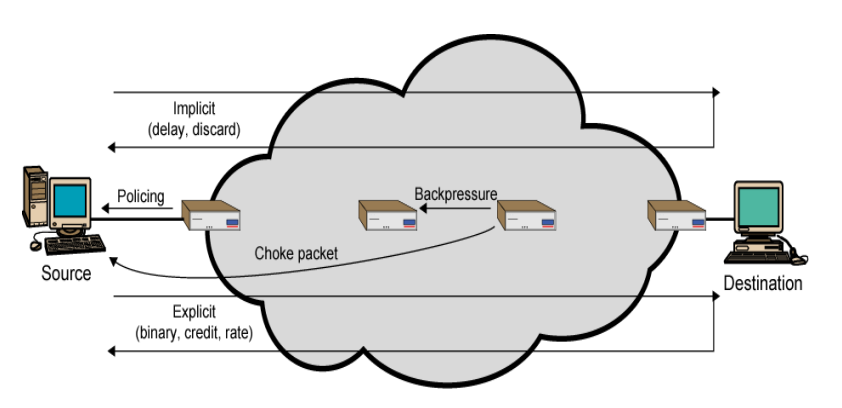 Implicit
(delay, discard)
Policing
Backpressure
Choke packet
Source
Destination
Explicit
(binary, credit, rate)